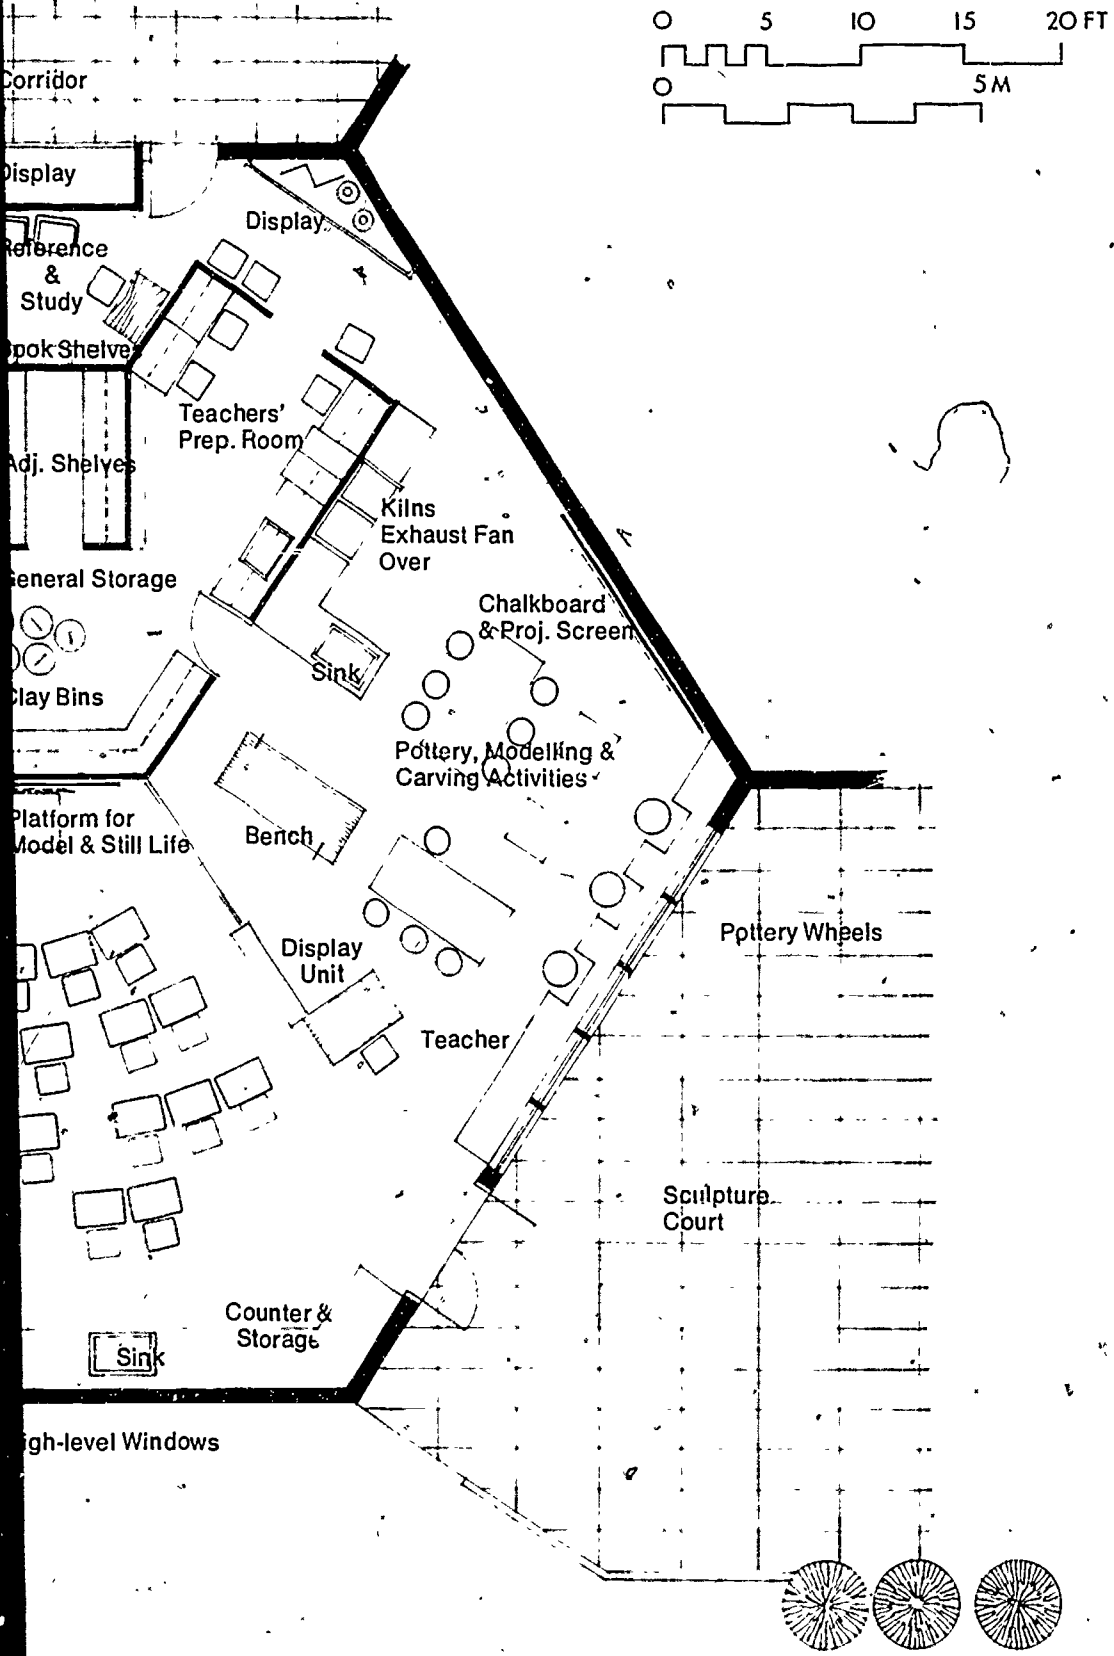 0 5 10 15 20 FT
0 5 M
Corridor
Display
Display
Reference
&
Study
Book Shelves
Teachers'
Prep. Room
Adj. Shelves
Kilns
Exhaust Fan
Over
General Storage
Chalkboard
& Proj. Screen
Sink
Clay Bins
Pottery, Modelling &
Carving Activities
Platform for
Model & Still Life
Bench
Pottery Wheels
Display
Unit
Teacher
Sculpture
Court
Counter &
Storage
Sink
igh-level Windows